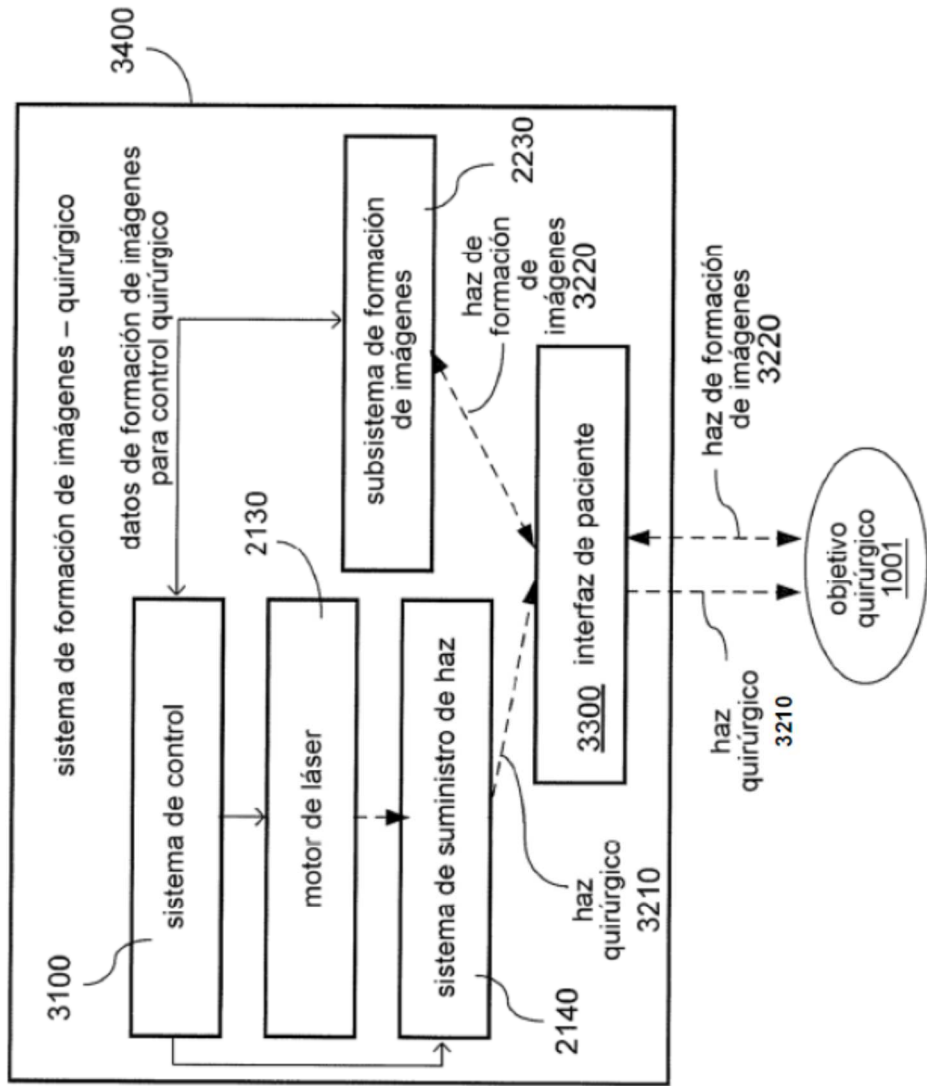 sistema de formación de imágenes – quirúrgico
3400
datos de formación de imágenes
para control quirúrgico
3100
sistema de control
2130
motor de láser
subsistema de formación
de imágenes
2230
sistema de suministro de haz
2140
haz
quirúrgico
3210
haz de
formación
de
imágenes
3220
3300 interfaz de paciente
haz
quirúrgico
3210
haz de formación
de imágenes
3220
objetivo
quirúrgico
1001